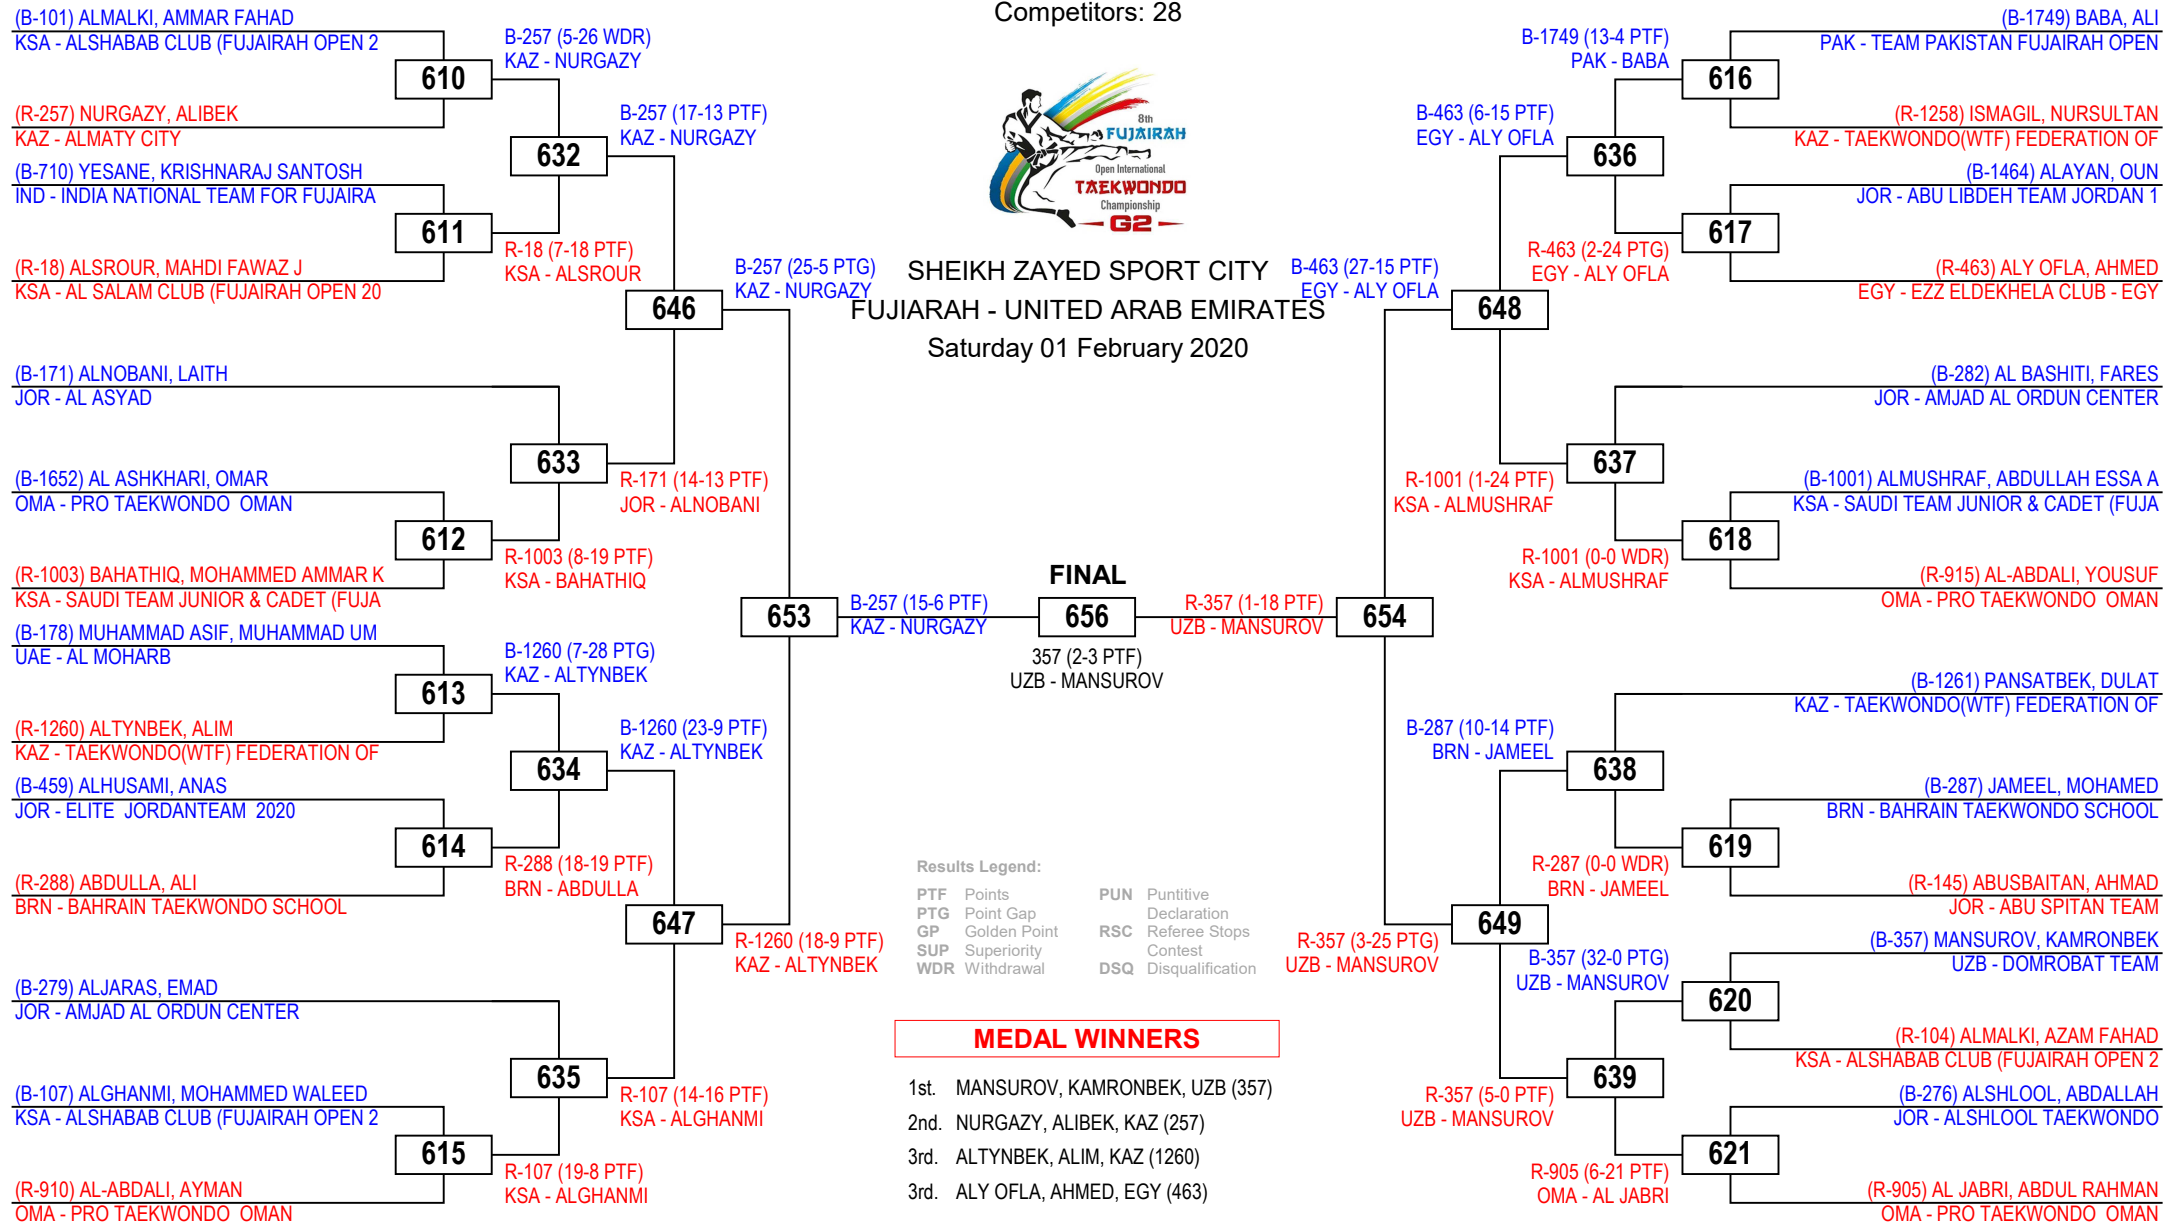 Competitors: 28
8th
FUJAIRAH
Open International
TAEKWONDO
Championship
G2
SHEIKH ZAYED SPORT CITY
FUJIARAH - UNITED ARAB EMIRATES
Saturday 01 February 2020
(B-101) ALMALKI, AMMAR FAHAD
KSA - ALSHABAB CLUB (FUJAIRAH OPEN 2
610
(R-257) NURGAZY, ALIBEK
KAZ - ALMATY CITY
(B-710) YESANE, KRISHNARAJ SANTOSH
IND - INDIA NATIONAL TEAM FOR FUJAIRA
611
(R-18) ALSROUR, MAHDI FAWAZ J
KSA - AL SALAM CLUB (FUJAIRAH OPEN 20
(B-171) ALNOBANI, LAITH
JOR - AL ASYAD
(B-1652) AL ASHKHARI, OMAR
OMA - PRO TAEKWONDO  OMAN
612
(R-1003) BAHATHIQ, MOHAMMED AMMAR K
KSA - SAUDI TEAM JUNIOR & CADET (FUJA
(B-178) MUHAMMAD ASIF, MUHAMMAD UM
UAE - AL MOHARB
613
(R-1260) ALTYNBEK, ALIM
KAZ - TAEKWONDO(WTF) FEDERATION OF
(B-459) ALHUSAMI, ANAS
JOR - ELITE  JORDANTEAM  2020
614
(R-288) ABDULLA, ALI
BRN - BAHRAIN TAEKWONDO SCHOOL
(B-279) ALJARAS, EMAD
JOR - AMJAD AL ORDUN CENTER
(B-107) ALGHANMI, MOHAMMED WALEED
KSA - ALSHABAB CLUB (FUJAIRAH OPEN 2
615
(R-910) AL-ABDALI, AYMAN
OMA - PRO TAEKWONDO  OMAN
B-257 (5-26 WDR)
KAZ - NURGAZY
632
R-18 (7-18 PTF)
KSA - ALSROUR
633
R-1003 (8-19 PTF)
KSA - BAHATHIQ
B-1260 (7-28 PTG)
KAZ - ALTYNBEK
634
R-288 (18-19 PTF)
BRN - ABDULLA
635
R-107 (19-8 PTF)
KSA - ALGHANMI
B-257 (17-13 PTF)
KAZ - NURGAZY
646
R-171 (14-13 PTF)
JOR - ALNOBANI
B-1260 (23-9 PTF)
KAZ - ALTYNBEK
647
R-107 (14-16 PTF)
KSA - ALGHANMI
B-257 (25-5 PTG)
KAZ - NURGAZY
653
R-1260 (18-9 PTF)
KAZ - ALTYNBEK
B-257 (15-6 PTF)
KAZ - NURGAZY
FINAL
656
357 (2-3 PTF)
UZB - MANSUROV
R-357 (1-18 PTF)
UZB - MANSUROV
B-463 (27-15 PTF)
EGY - ALY OFLA
654
R-357 (3-25 PTG)
UZB - MANSUROV
B-463 (6-15 PTF)
EGY - ALY OFLA
648
R-1001 (1-24 PTF)
KSA - ALMUSHRAF
B-287 (10-14 PTF)
BRN - JAMEEL
649
R-357 (5-0 PTF)
UZB - MANSUROV
B-1749 (13-4 PTF)
PAK - BABA
636
R-463 (2-24 PTG)
EGY - ALY OFLA
637
R-1001 (0-0 WDR)
KSA - ALMUSHRAF
638
R-287 (0-0 WDR)
BRN - JAMEEL
B-357 (32-0 PTG)
UZB - MANSUROV
639
R-905 (6-21 PTF)
OMA - AL JABRI
(B-1749) BABA, ALI
PAK - TEAM PAKISTAN FUJAIRAH OPEN
616
(R-1258) ISMAGIL, NURSULTAN
KAZ - TAEKWONDO(WTF) FEDERATION OF
(B-1464) ALAYAN, OUN
JOR - ABU LIBDEH TEAM JORDAN 1
617
(R-463) ALY OFLA, AHMED
EGY - EZZ ELDEKHELA CLUB - EGY
(B-282) AL BASHITI, FARES
JOR - AMJAD AL ORDUN CENTER
(B-1001) ALMUSHRAF, ABDULLAH ESSA A
KSA - SAUDI TEAM JUNIOR & CADET (FUJA
618
(R-915) AL-ABDALI, YOUSUF
OMA - PRO TAEKWONDO  OMAN
(B-1261) PANSATBEK, DULAT
KAZ - TAEKWONDO(WTF) FEDERATION OF
(B-287) JAMEEL, MOHAMED
BRN - BAHRAIN TAEKWONDO SCHOOL
619
(R-145) ABUSBAITAN, AHMAD
JOR - ABU SPITAN TEAM
(B-357) MANSUROV, KAMRONBEK
UZB - DOMROBAT TEAM
620
(R-104) ALMALKI, AZAM FAHAD
KSA - ALSHABAB CLUB (FUJAIRAH OPEN 2
(B-276) ALSHLOOL, ABDALLAH
JOR - ALSHLOOL TAEKWONDO
621
(R-905) AL JABRI, ABDUL RAHMAN
OMA - PRO TAEKWONDO  OMAN
Results Legend:
PTF Points
PTG Point Gap
GP Golden Point
SUP Superiority
WDR Withdrawal
PUN Puntitive
Declaration
RSC Referee Stops
Contest
DSQ Disqualification
MEDAL WINNERS
1st. MANSUROV, KAMRONBEK, UZB (357)
2nd. NURGAZY, ALIBEK, KAZ (257)
3rd. ALTYNBEK, ALIM, KAZ (1260)
3rd. ALY OFLA, AHMED, EGY (463)